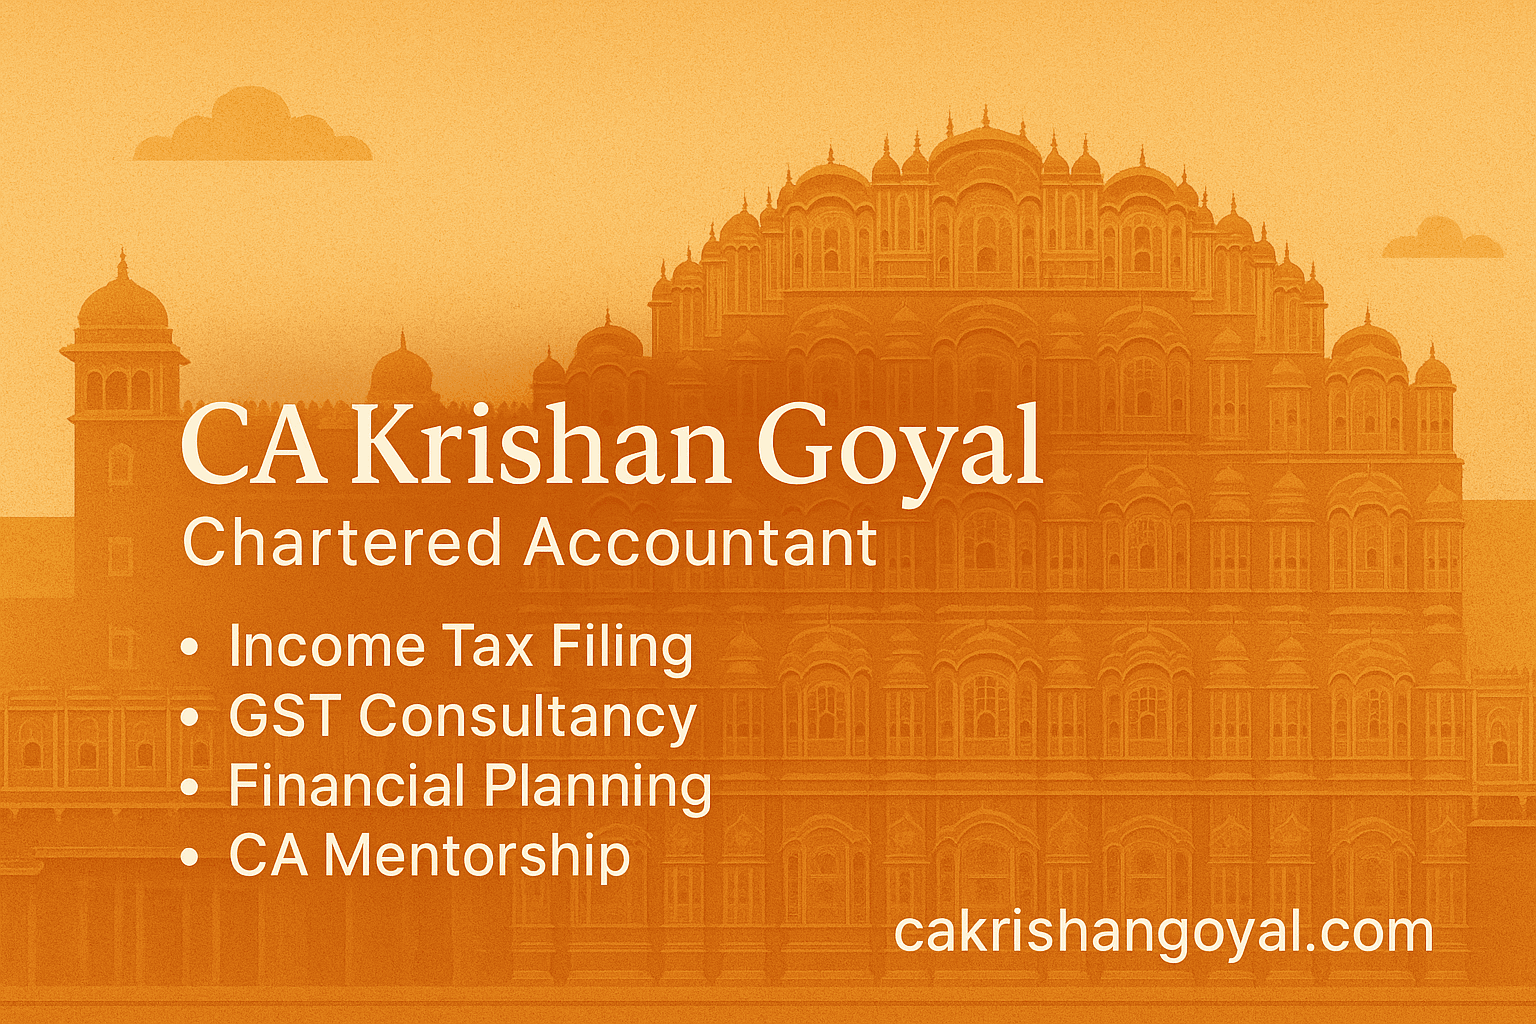 CA Krishan Goyal
Chartered Accountant
• Income Tax Filing
• GST Consultancy
• Financial Planning
• CA Mentorship
cakrishangoyal.com